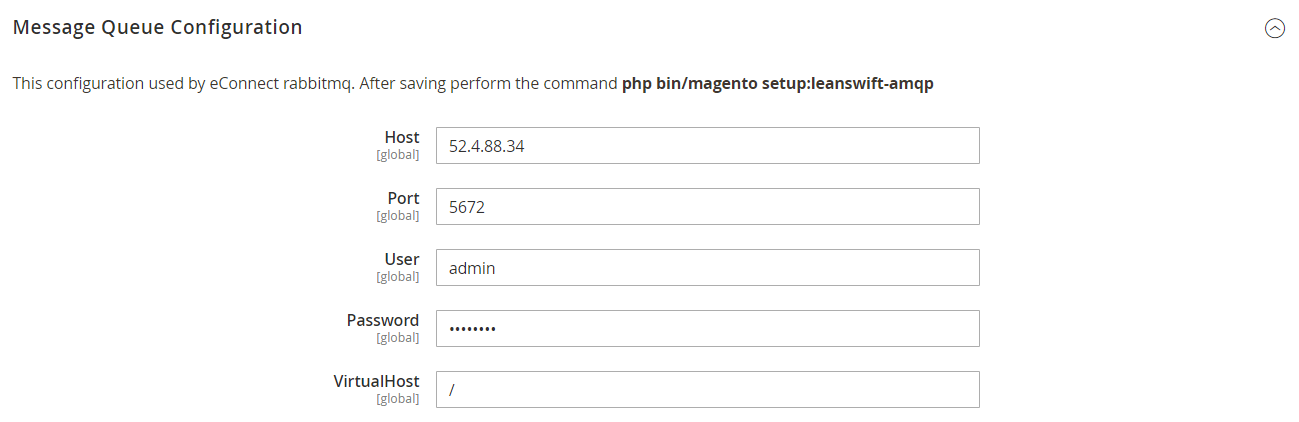 Message Queue Configuration
This configuration used by eConnect rabbitmq. After saving perform the command php bin/magento setup:leanswift-amqp
Host
[global]
52.4.88.34
Port
[global]
5672
User
[global]
admin
Password
[global]
••••••••
VirtualHost
[global]
/